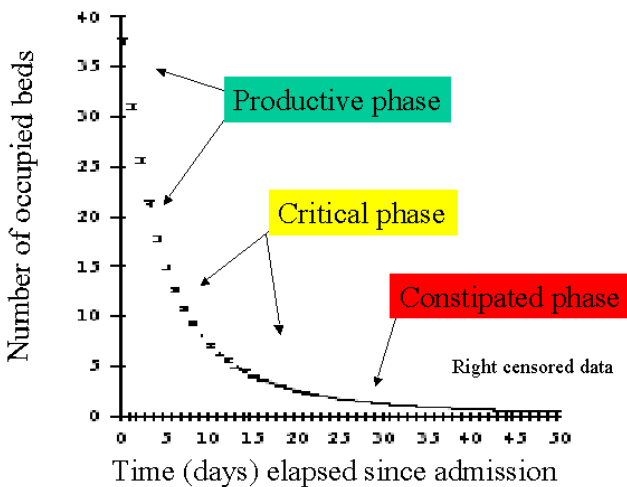 40
35
30
25
20
15
10
5
0
Number of occupied beds
Productive phase
Critical phase
Constipated phase
Right censored data
0 5 10 15 20 25 30 35 40 45 50
Time (days) elapsed since admission